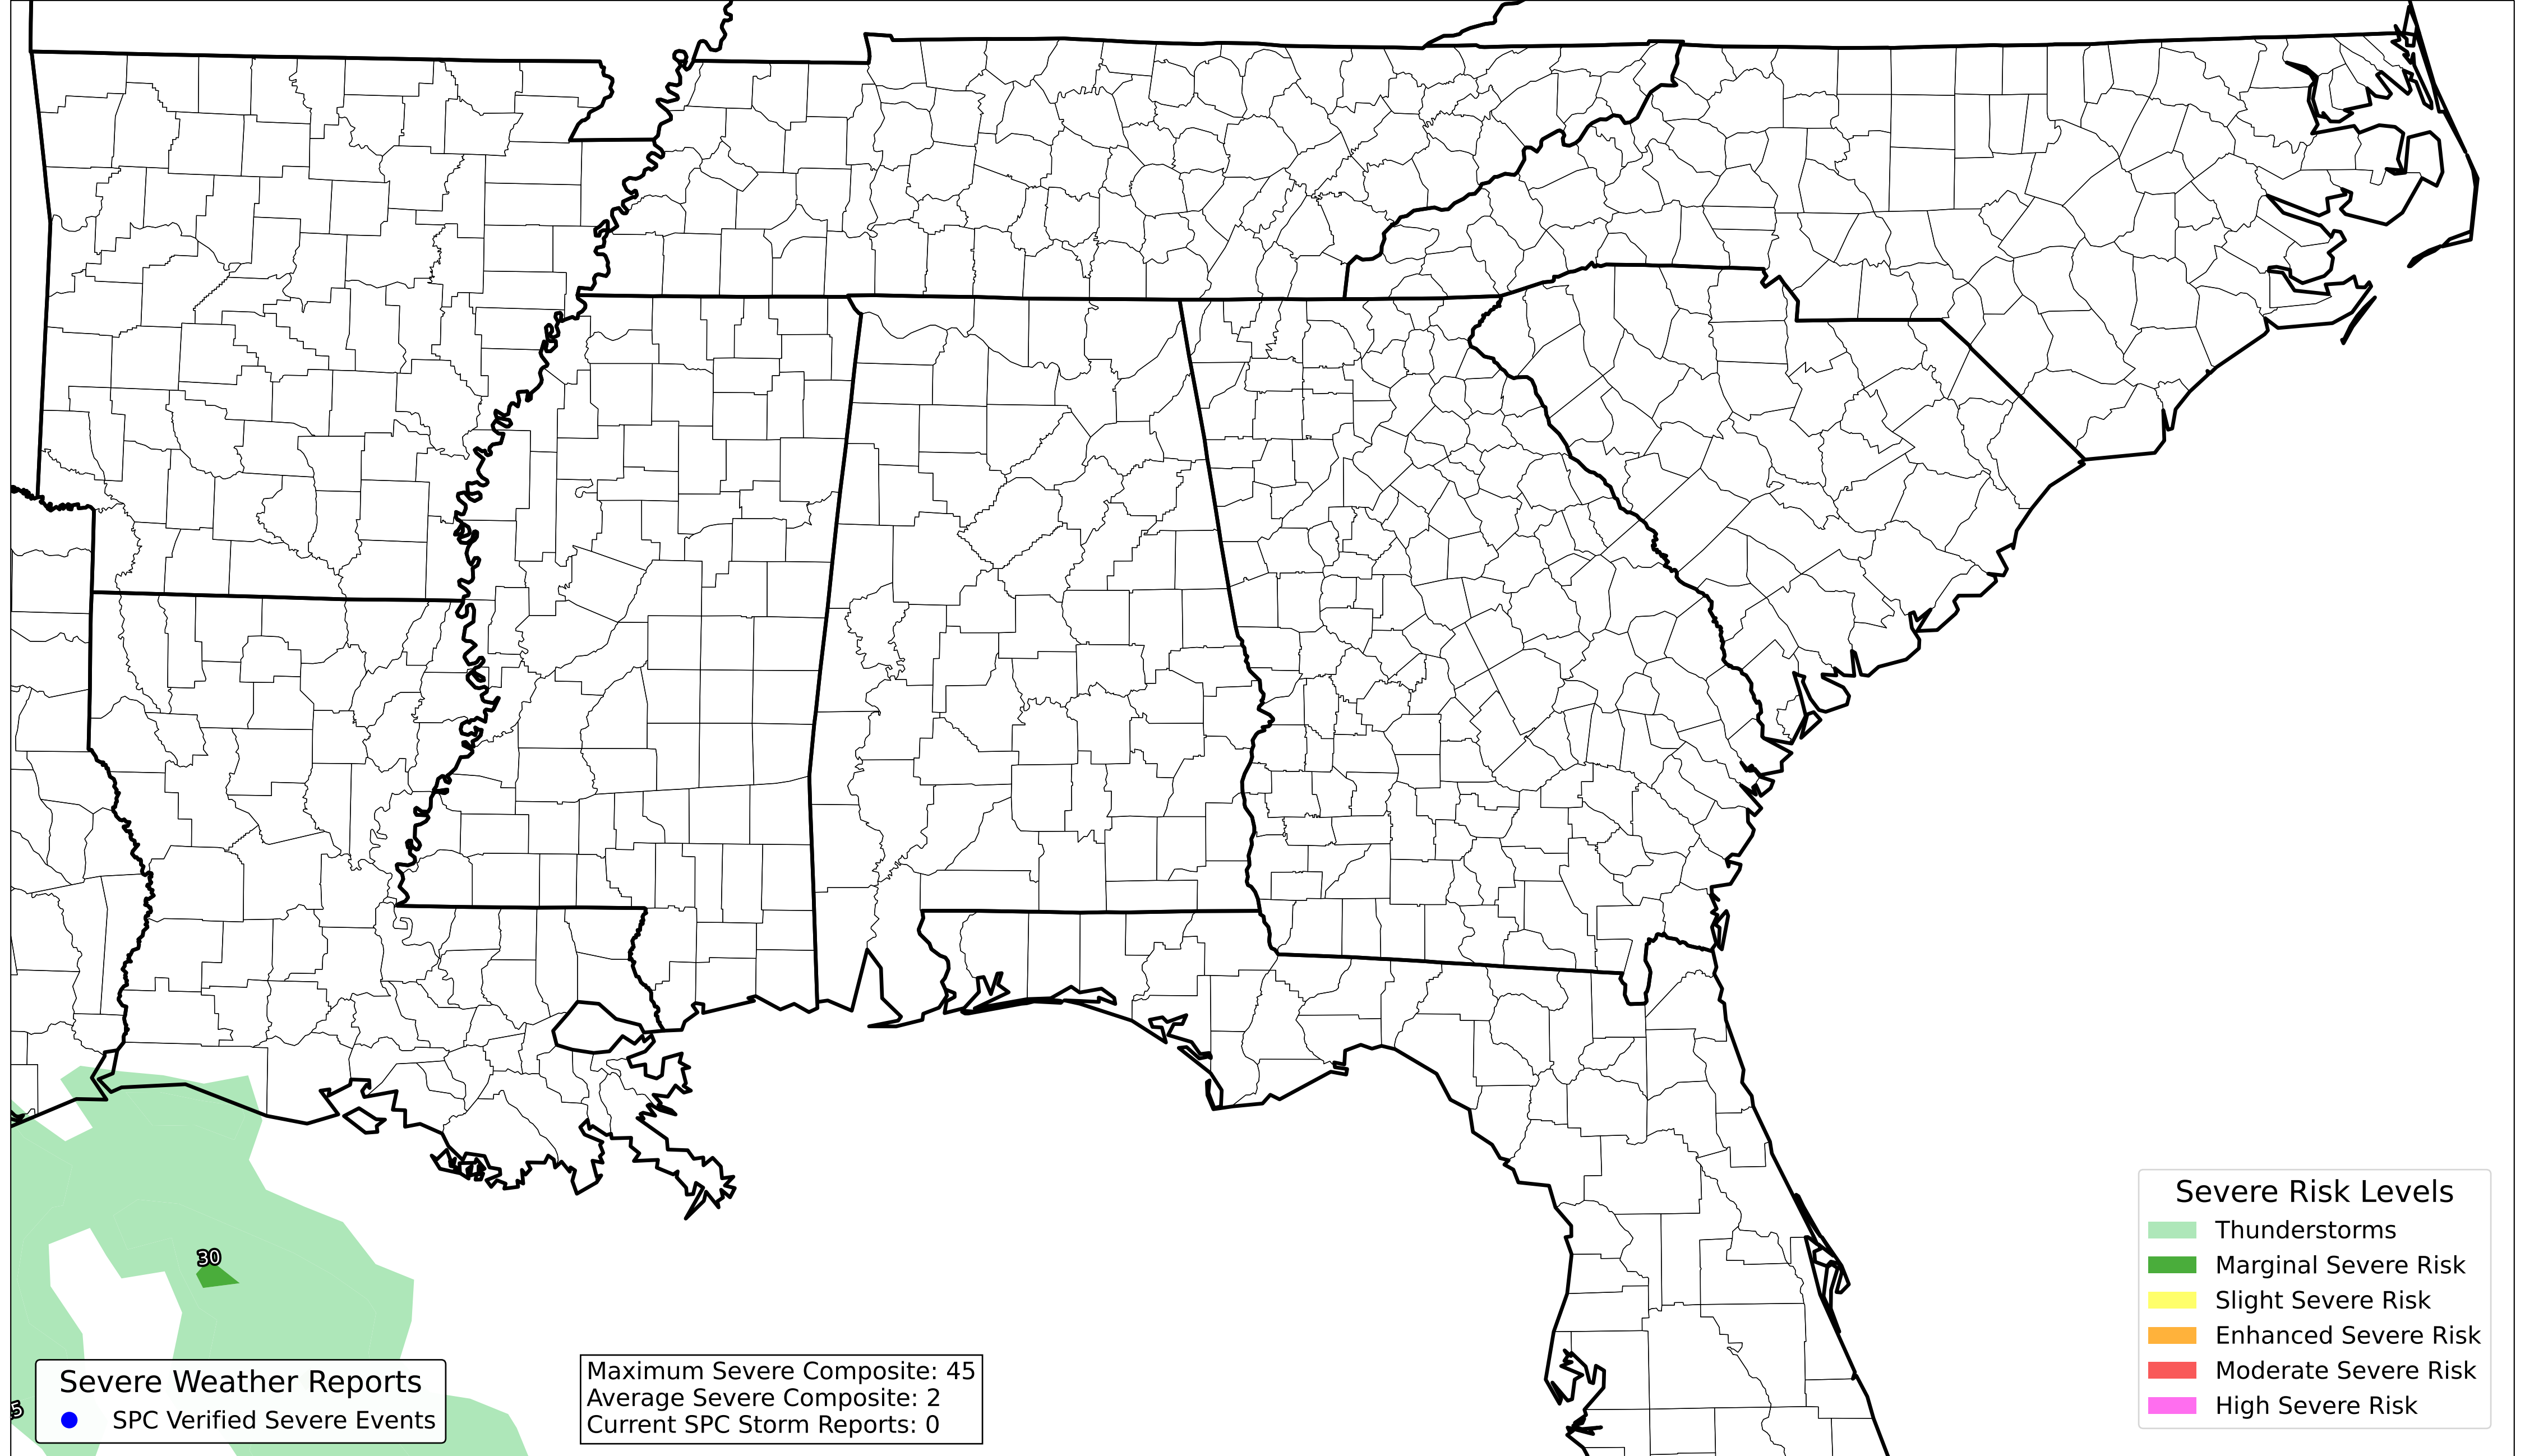 30
5
Severe Weather Reports
SPC Verified Severe Events
Maximum Severe Composite: 45
Average Severe Composite: 2
Current SPC Storm Reports: 0
Severe Risk Levels
Thunderstorms
Marginal Severe Risk
Slight Severe Risk
Enhanced Severe Risk
Moderate Severe Risk
High Severe Risk